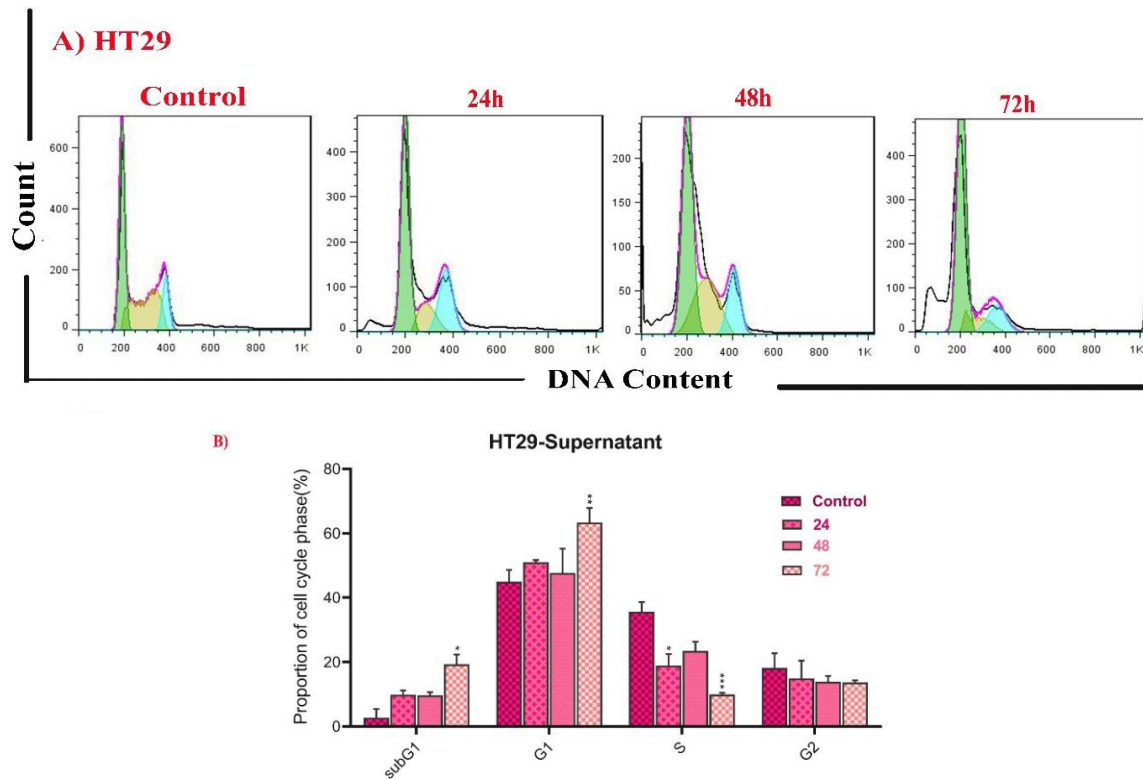 A) HT29
Control
24h
48h
72h
Count
600
400
200
0
0 200 400 600 800 1K
400
300
200
100
0
0 200 400 600 800 1K
200
150
100
50
0
0 200 400 600 800 1K
400
300
200
100
0
0 200 400 600 800 1K
DNA Content
B)
HT29-Supernatant
Proportion of cell cycle phase(%)
80
60
40
20
0
*
**
*
***
Control
24
48
72
subG1
G1
S
G2